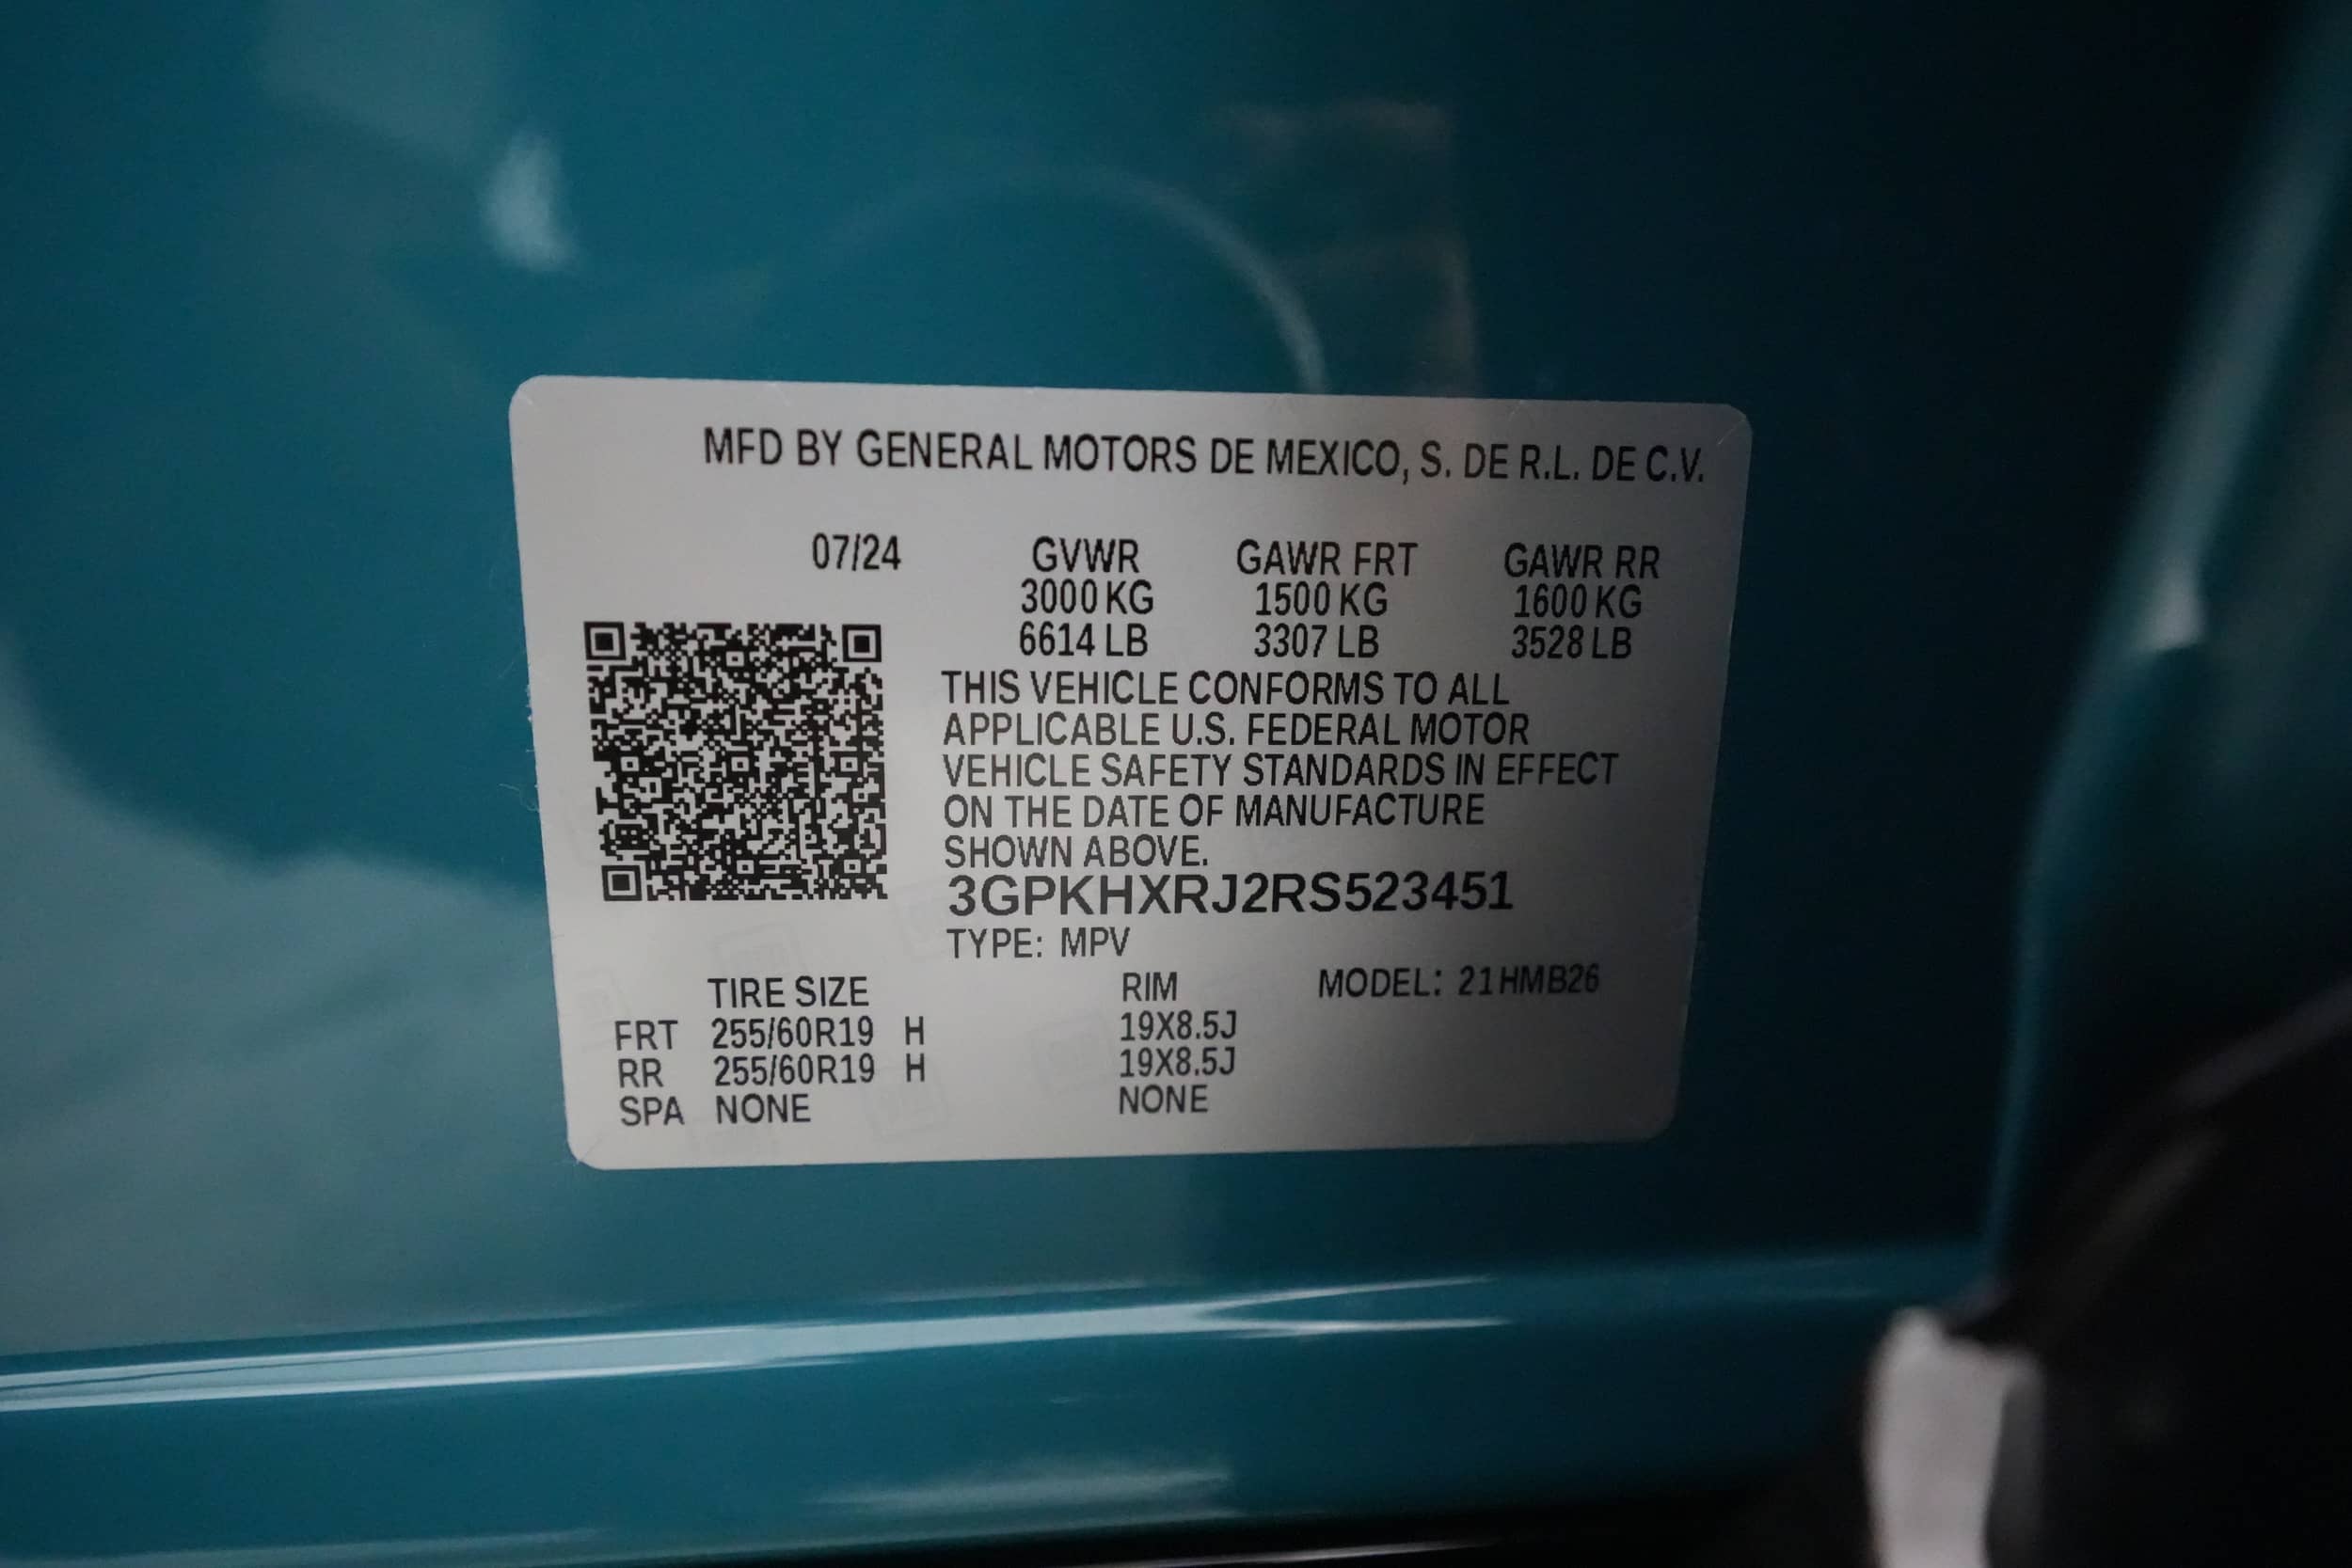 MFD BY GENERAL MOTORS DE MEXICO, S. DE R.L. DE C.V.
07/24 GVWR GAWR FRT GAWR RR
3000 KG 1500 KG 1600 KG
6614 LB 3307 LB 3528 LB
THIS VEHICLE CONFORMS TO ALL
APPLICABLE U.S. FEDERAL MOTOR
VEHICLE SAFETY STANDARDS IN EFFECT
ON THE DATE OF MANUFACTURE
SHOWN ABOVE.
3GPKHXRJ2RS523451
TYPE: MPV
TIRE SIZE RIM MODEL: 21HMB26
FRT 255/60R19 H 19X8.5J
RR 255/60R19 H 19X8.5J
SPA NONE NONE